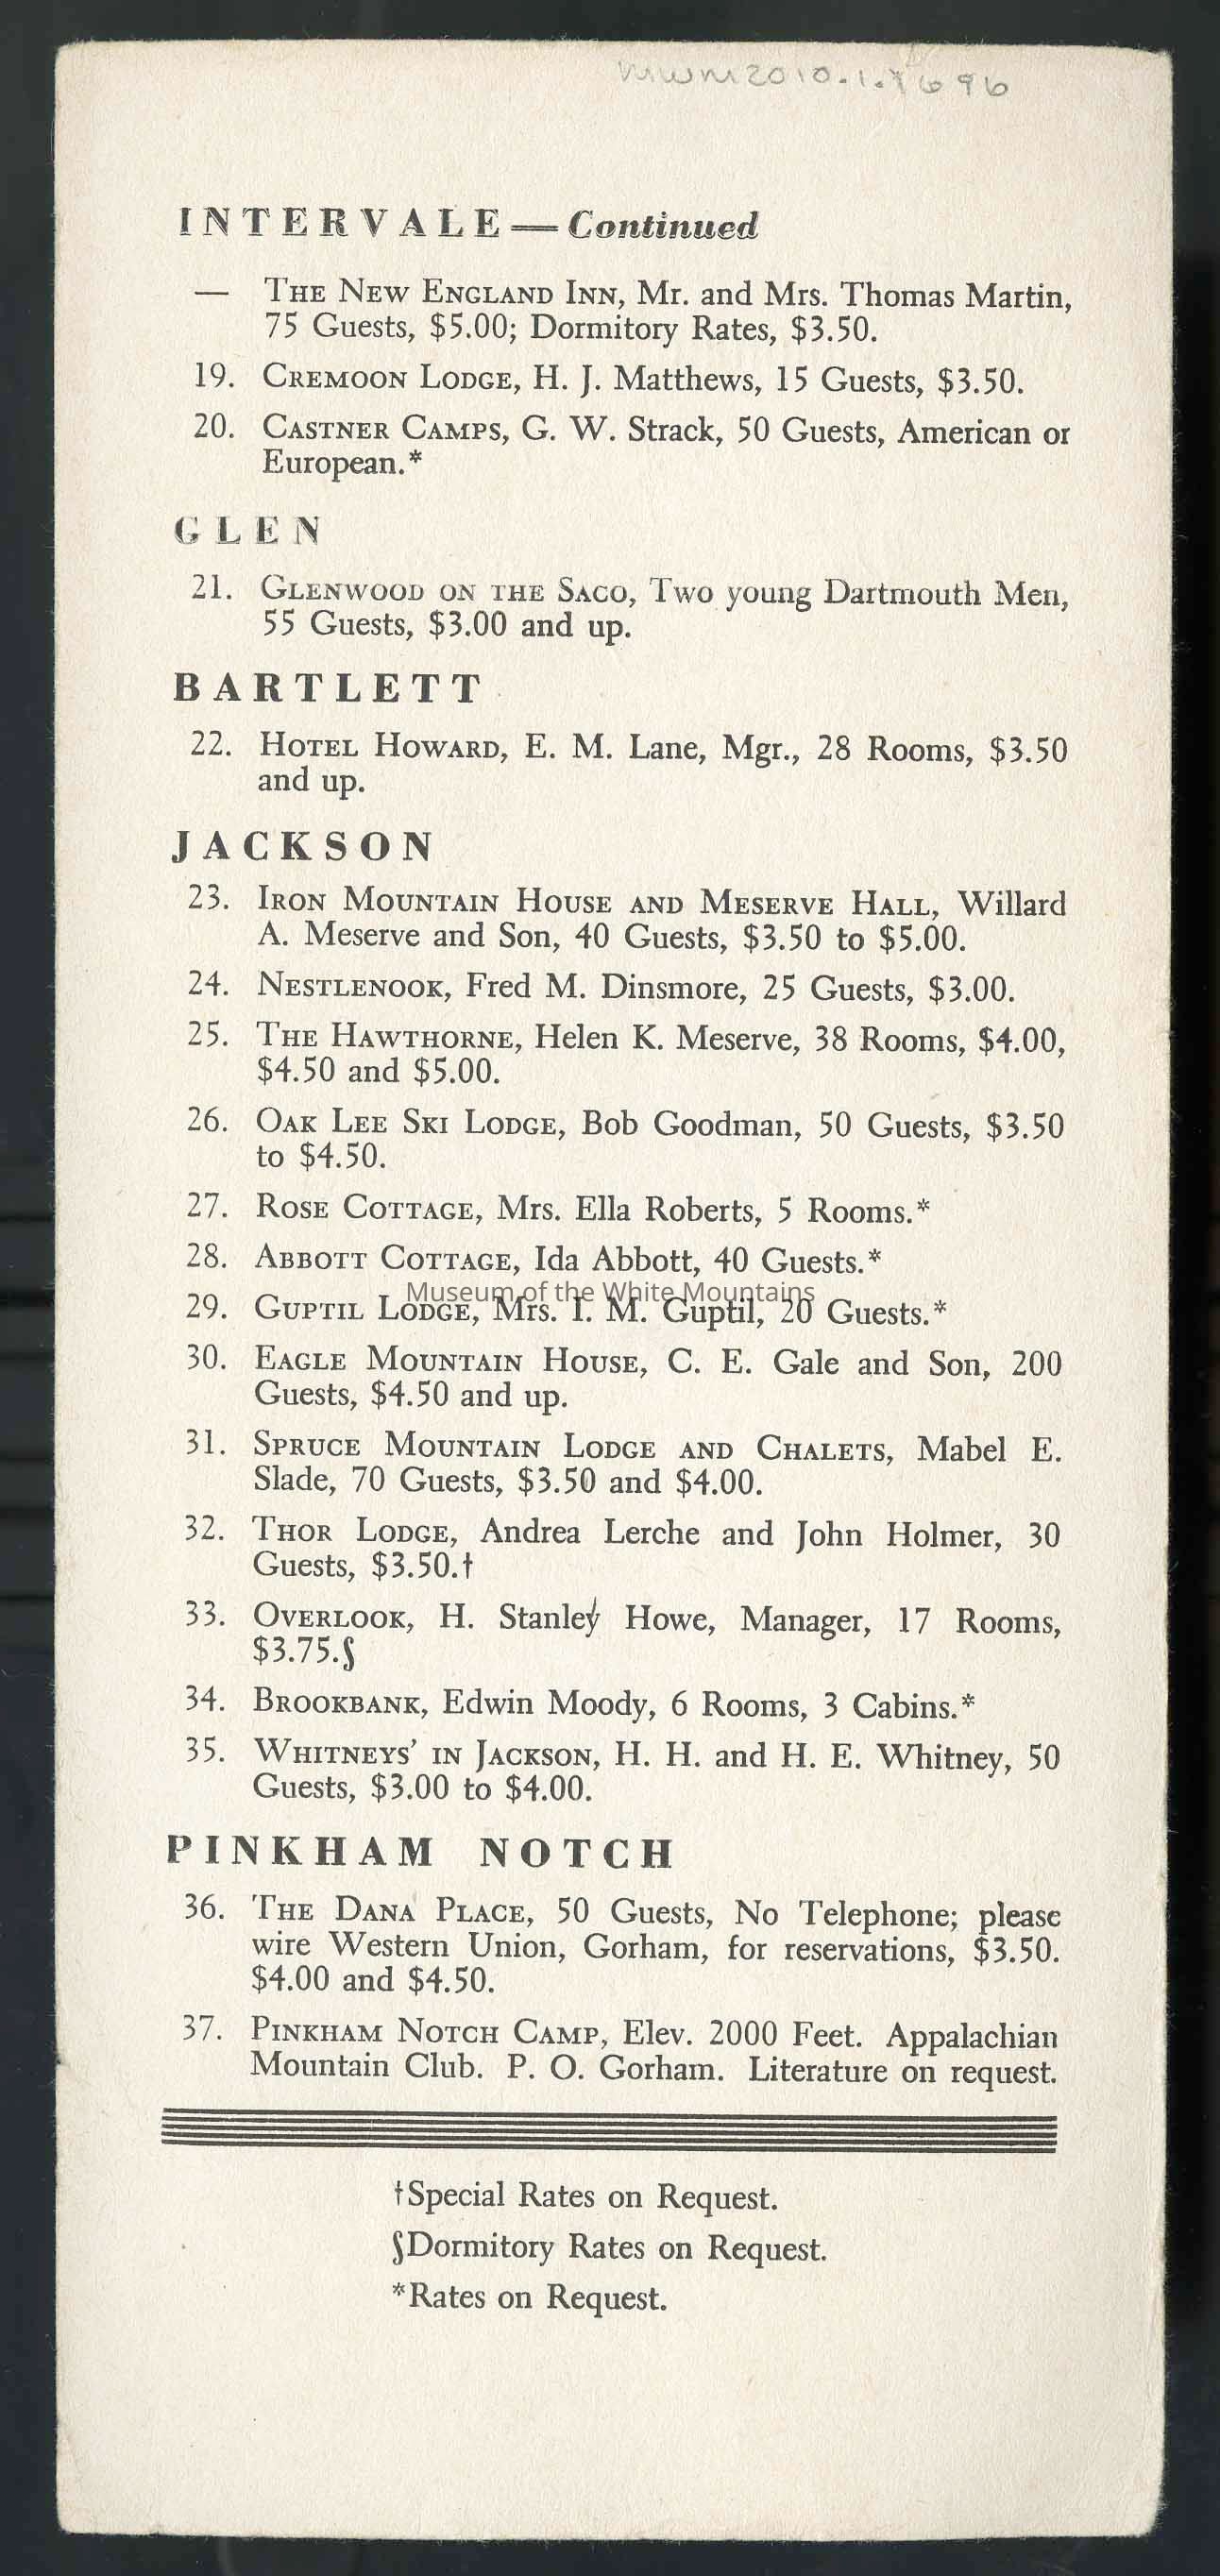 INTERVALE—Continued
— THE NEW ENGLAND INN, Mr. and Mrs. Thomas Martin,
75 Guests, $5.00; Dormitory Rates, $3.50.
19. CREMOON LODGE, H. J. Matthews, 15 Guests, $3.50.
20. CASTNER CAMPS, G. W. Strack, 50 Guests, American or
European.*
GLEN
21. GLENWOOD ON THE SACO, Two young Dartmouth Men,
55 Guests, $3.00 and up.
BARTLETT
22. HOTEL HOWARD, E. M. Lane, Mgr., 28 Rooms, $3.50
and up.
JACKSON
23. IRON MOUNTAIN HOUSE AND MESERVE HALL, Willard
A. Meserve and Son, 40 Guests, $3.50 to $5.00.
24. NESTLENOOK, Fred M. Dinsmore, 25 Guests, $3.00.
25. THE HAWTHORNE, Helen K. Meserve, 38 Rooms, $4.00,
$4.50 and $5.00.
26. OAK LEE SKI LODGE, Bob Goodman, 50 Guests, $3.50
to $4.50.
27. ROSE COTTAGE, Mrs. Ella Roberts, 5 Rooms.*
28. ABBOTT COTTAGE, Ida Abbott, 40 Guests.*
Museum of the White Mountains
29. GUPTIL LODGE, Mrs. I. M. Guptil, 20 Guests.*
30. EAGLE MOUNTAIN HOUSE, C. E. Gale and Son, 200
Guests, $4.50 and up.
31. SPRUCE MOUNTAIN LODGE AND CHALETS, Mabel E.
Slade, 70 Guests, $3.50 and $4.00.
32. THOR LODGE, Andrea Lerche and John Holmer, 30
Guests, $3.50.†
33. OVERLOOK, H. Stanley Howe, Manager, 17 Rooms,
$3.75.§
34. BROOKBANK, Edwin Moody, 6 Rooms, 3 Cabins.*
35. WHITNEYS' IN JACKSON, H. H. and H. E. Whitney, 50
Guests, $3.00 to $4.00.
PINKHAM NOTCH
36. THE DANA PLACE, 50 Guests, No Telephone; please
wire Western Union, Gorham, for reservations, $3.50.
$4.00 and $4.50.
37. PINKHAM NOTCH CAMP, Elev. 2000 Feet. Appalachian
Mountain Club. P. O. Gorham. Literature on request.
†Special Rates on Request.
§Dormitory Rates on Request.
*Rates on Request.